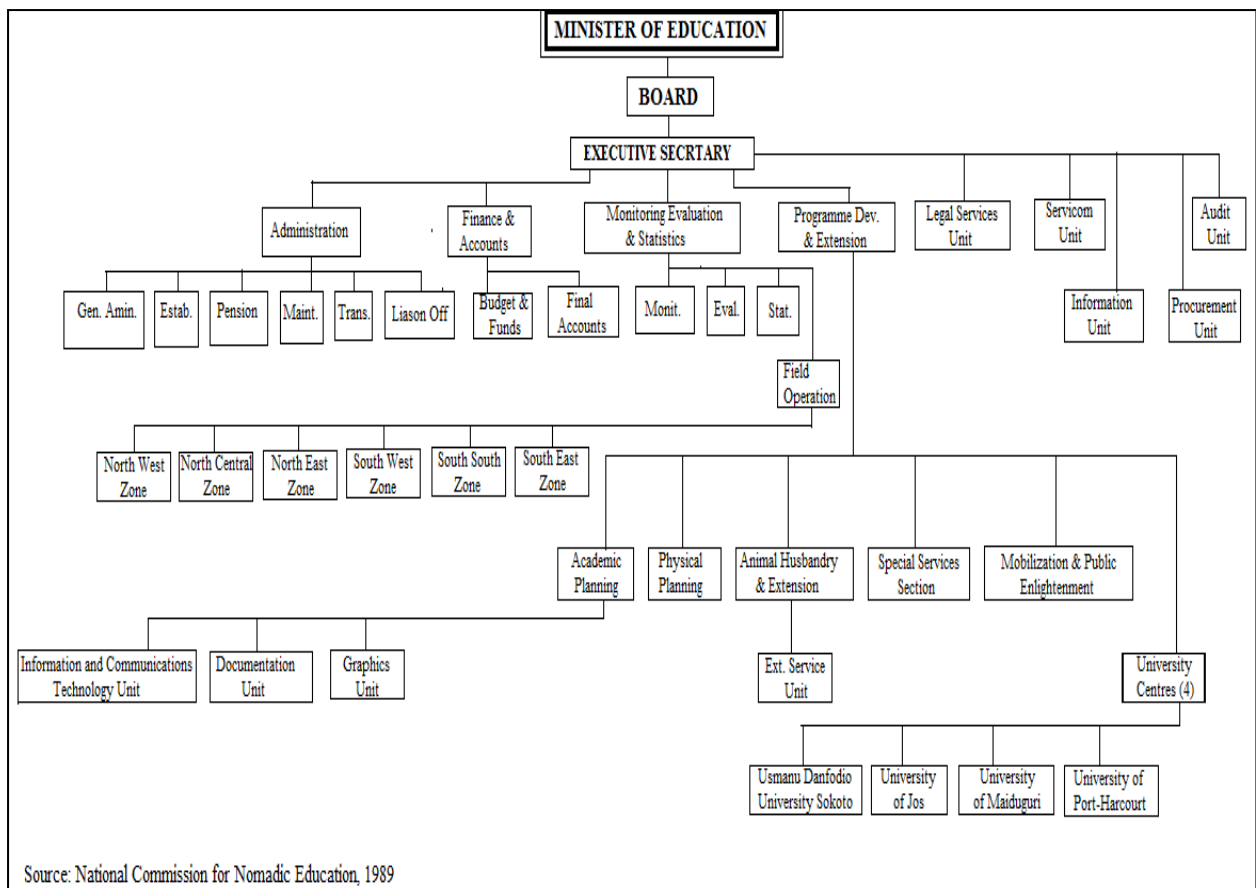 MINISTER OF EDUCATION
BOARD
EXECUTIVE SECRTARY
Administration
Finance &
Accounts
Monitoring Evaluation
& Statistics
Programme Dev.
& Extension
Legal Services
Unit
Servicom
Unit
Audit
Unit
Gen. Amin.
Estab.
Pension
Maint.
Trans.
Liason Off
Budget &
Funds
Final
Accounts
Monit.
Eval.
Stat.
Information
Unit
Procurement
Unit
Field
Operation
North West
Zone
North Central
Zone
North East
Zone
South West
Zone
South South
Zone
South East
Zone
Academic
Planning
Physical
Planning
Animal Husbandry
& Extension
Special Services
Section
Mobilization & Public
Enlightenment
Information and Communications
Technology Unit
Documentation
Unit
Graphics
Unit
Ext. Service
Unit
University
Centres (4)
Usmanu Danfodio
University Sokoto
University
of Jos
University
of Maiduguri
University of
Port-Harcourt
Source: National Commission for Nomadic Education, 1989